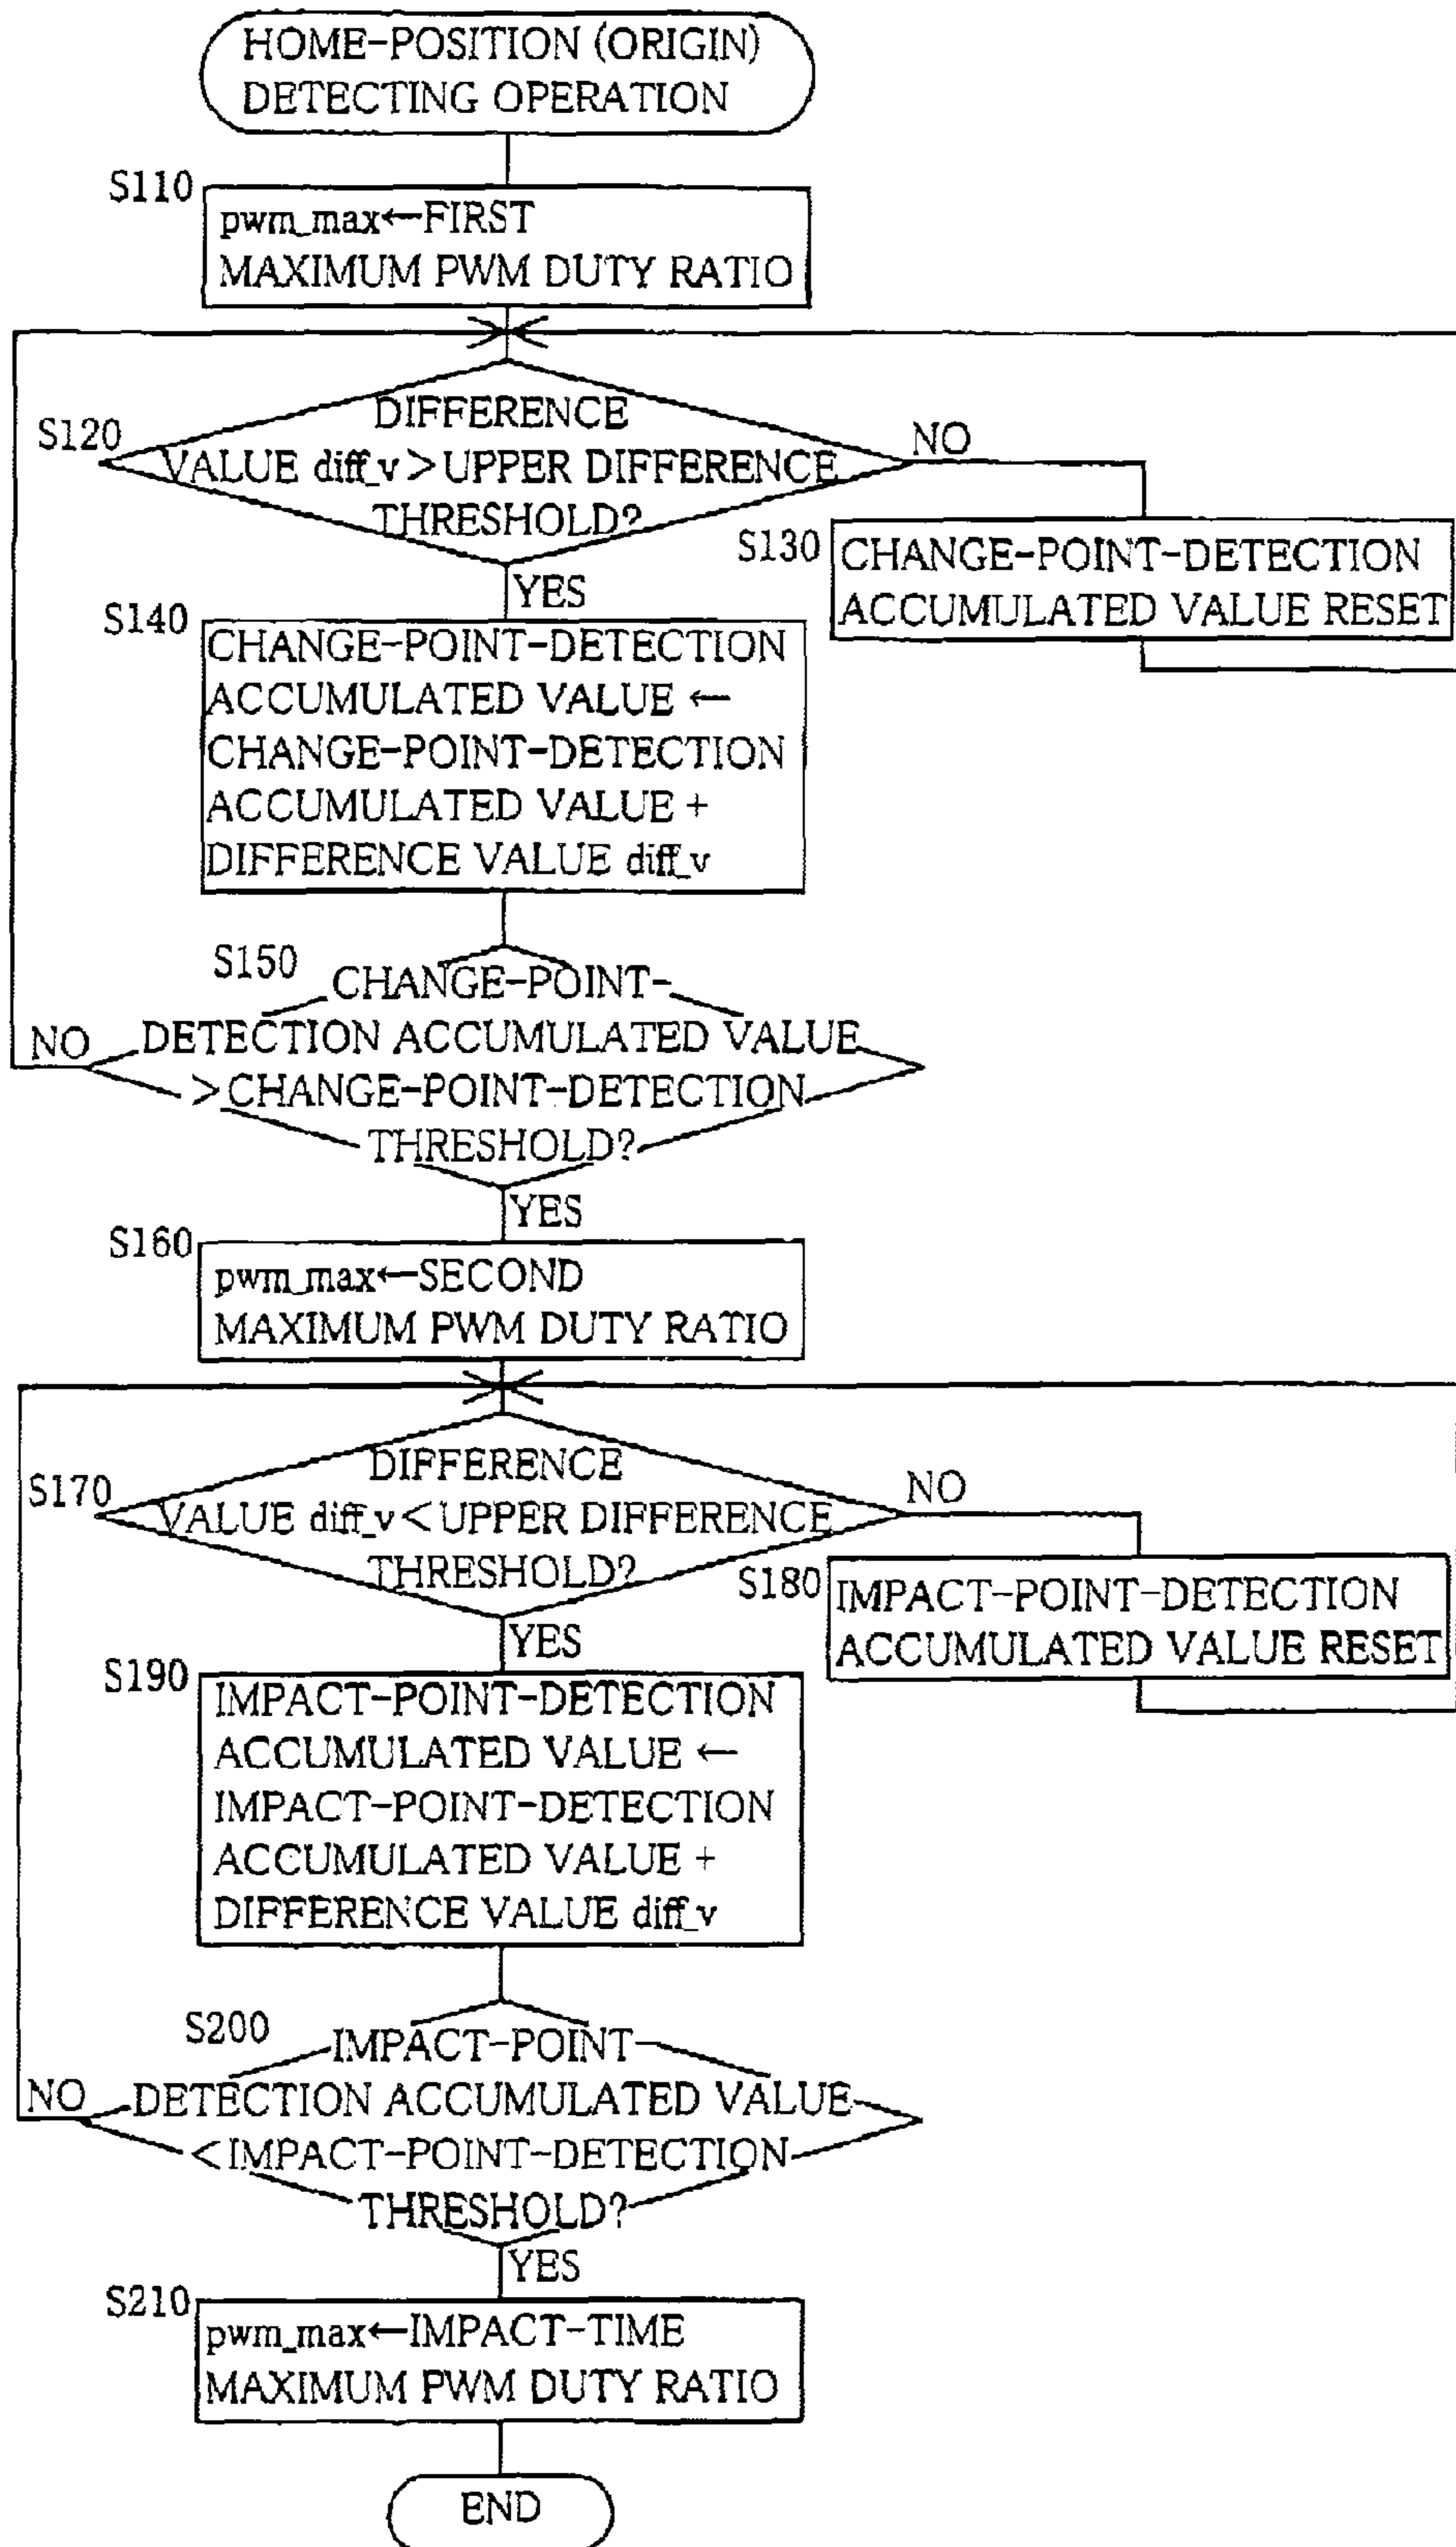 HOME-POSITION (ORIGIN)
DETECTING OPERATION
S110
pwm_max←FIRST
MAXIMUM PWM DUTY RATIO
S120
DIFFERENCE
VALUE diff_v>UPPER DIFFERENCE
THRESHOLD?
NO
YES
S130
CHANGE-POINT-DETECTION
ACCUMULATED VALUE RESET
S140
CHANGE-POINT-DETECTION
ACCUMULATED VALUE ←
CHANGE-POINT-DETECTION
ACCUMULATED VALUE +
DIFFERENCE VALUE diff_v
S150
CHANGE-POINT-
DETECTION ACCUMULATED VALUE
>CHANGE-POINT-DETECTION
THRESHOLD?
NO
YES
S160
pwm_max←SECOND
MAXIMUM PWM DUTY RATIO
S170
DIFFERENCE
VALUE diff_v<UPPER DIFFERENCE
THRESHOLD?
NO
YES
S180
IMPACT-POINT-DETECTION
ACCUMULATED VALUE RESET
S190
IMPACT-POINT-DETECTION
ACCUMULATED VALUE ←
IMPACT-POINT-DETECTION
ACCUMULATED VALUE +
DIFFERENCE VALUE diff_v
S200
IMPACT-POINT-
DETECTION ACCUMULATED VALUE
<IMPACT-POINT-DETECTION
THRESHOLD?
NO
YES
S210
pwm_max←IMPACT-TIME
MAXIMUM PWM DUTY RATIO
END